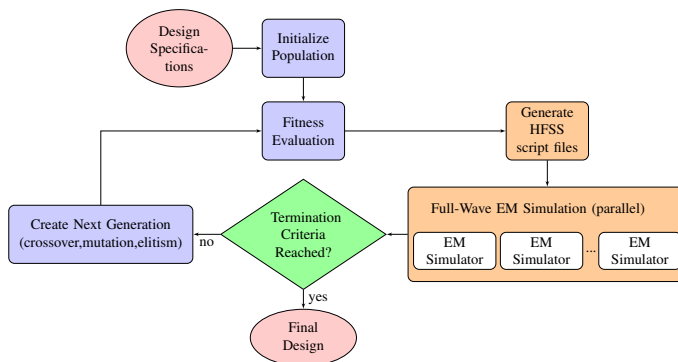 Design
Specifica-
tions
Initialize
Population
Fitness
Evaluation
Generate
HFSS
script files
Full-Wave EM Simulation (parallel)
EM
Simulator
EM
Simulator
...
EM
Simulator
Termination
Criteria
Reached?
no
Create Next Generation
(crossover,mutation,elitism)
yes
Final
Design